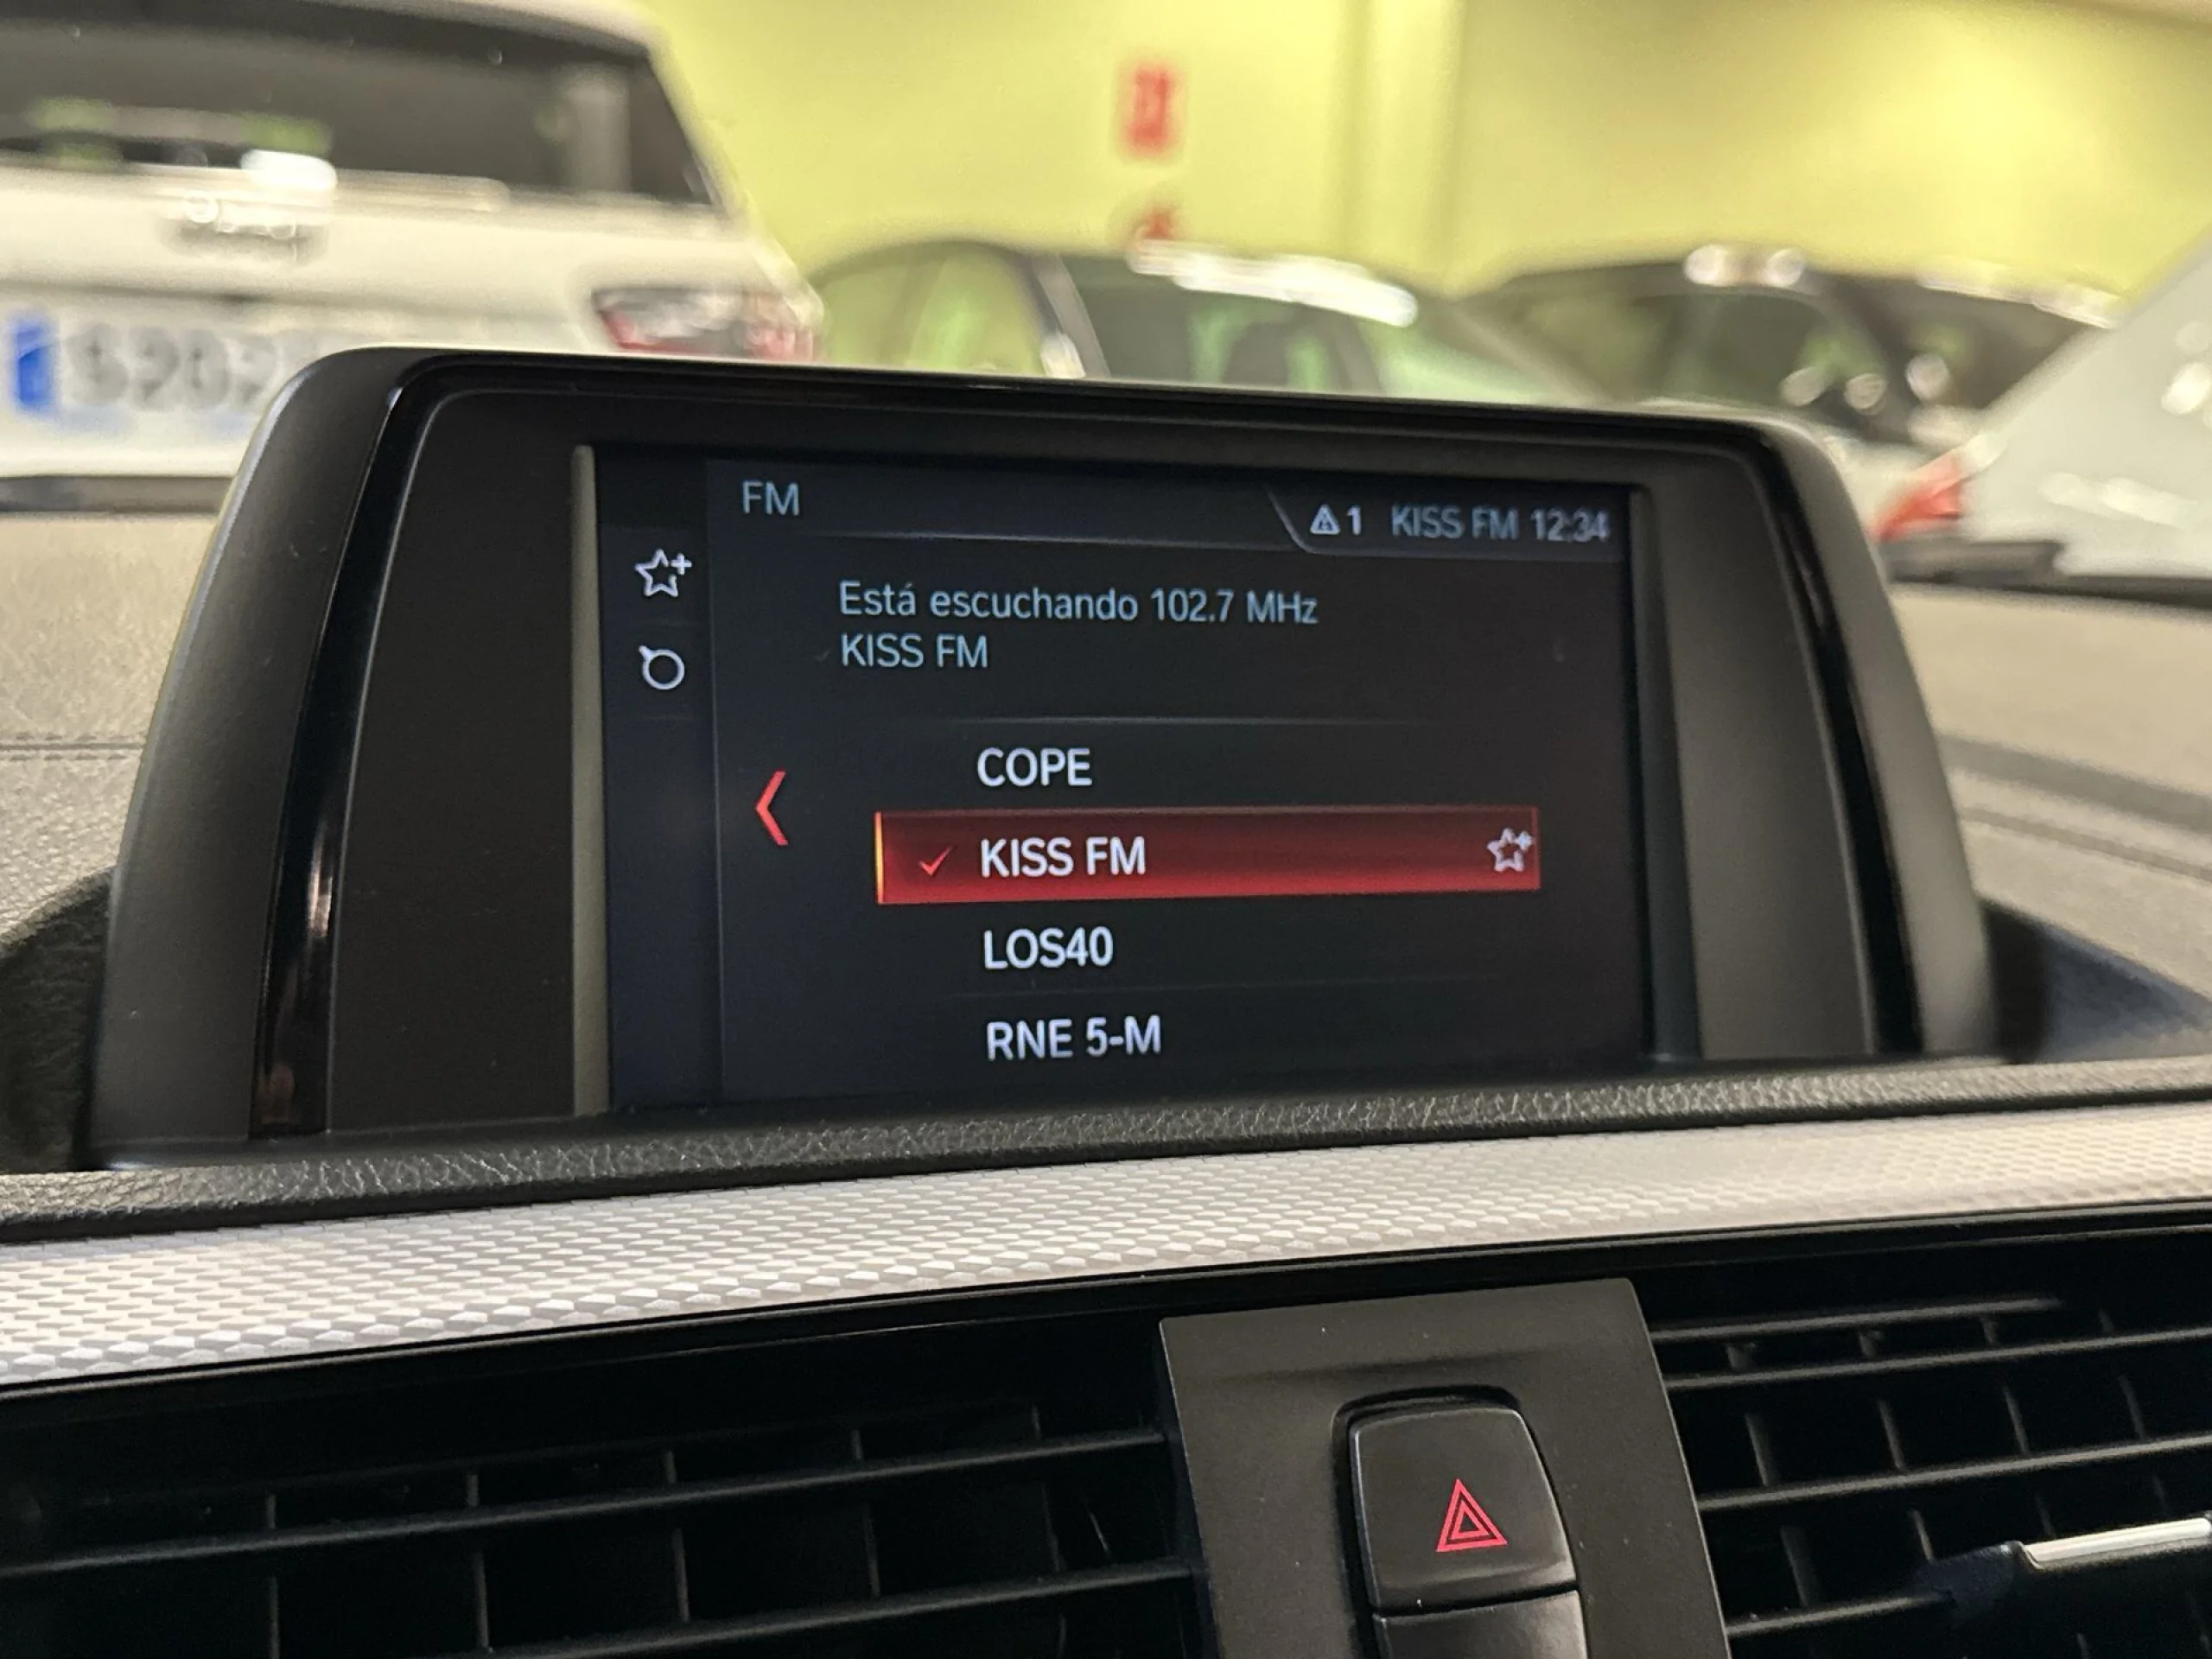 FM
1 KISS FM 12:34
Está escuchando 102.7 MHz
KISS FM
COPE
KISS FM
LOS40
RNE 5-M